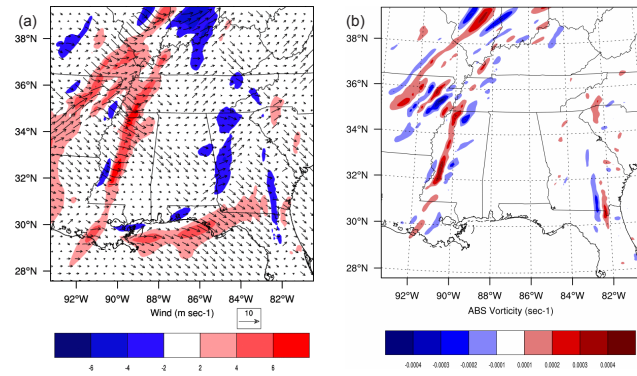 (a)
38°N
36°N
34°N
32°N
30°N
28°N
92°W 90°W 88°W 86°W 84°W 82°W
Wind (m sec-1)
10
-6 -4 -2 2 4 6
(b)
38°N
36°N
34°N
32°N
30°N
28°N
92°W 90°W 88°W 86°W 84°W 82°W
ABS Vorticity (sec-1)
-0.0004 -0.0003 -0.0002 -0.0001 0.0001 0.0002 0.0003 0.0004